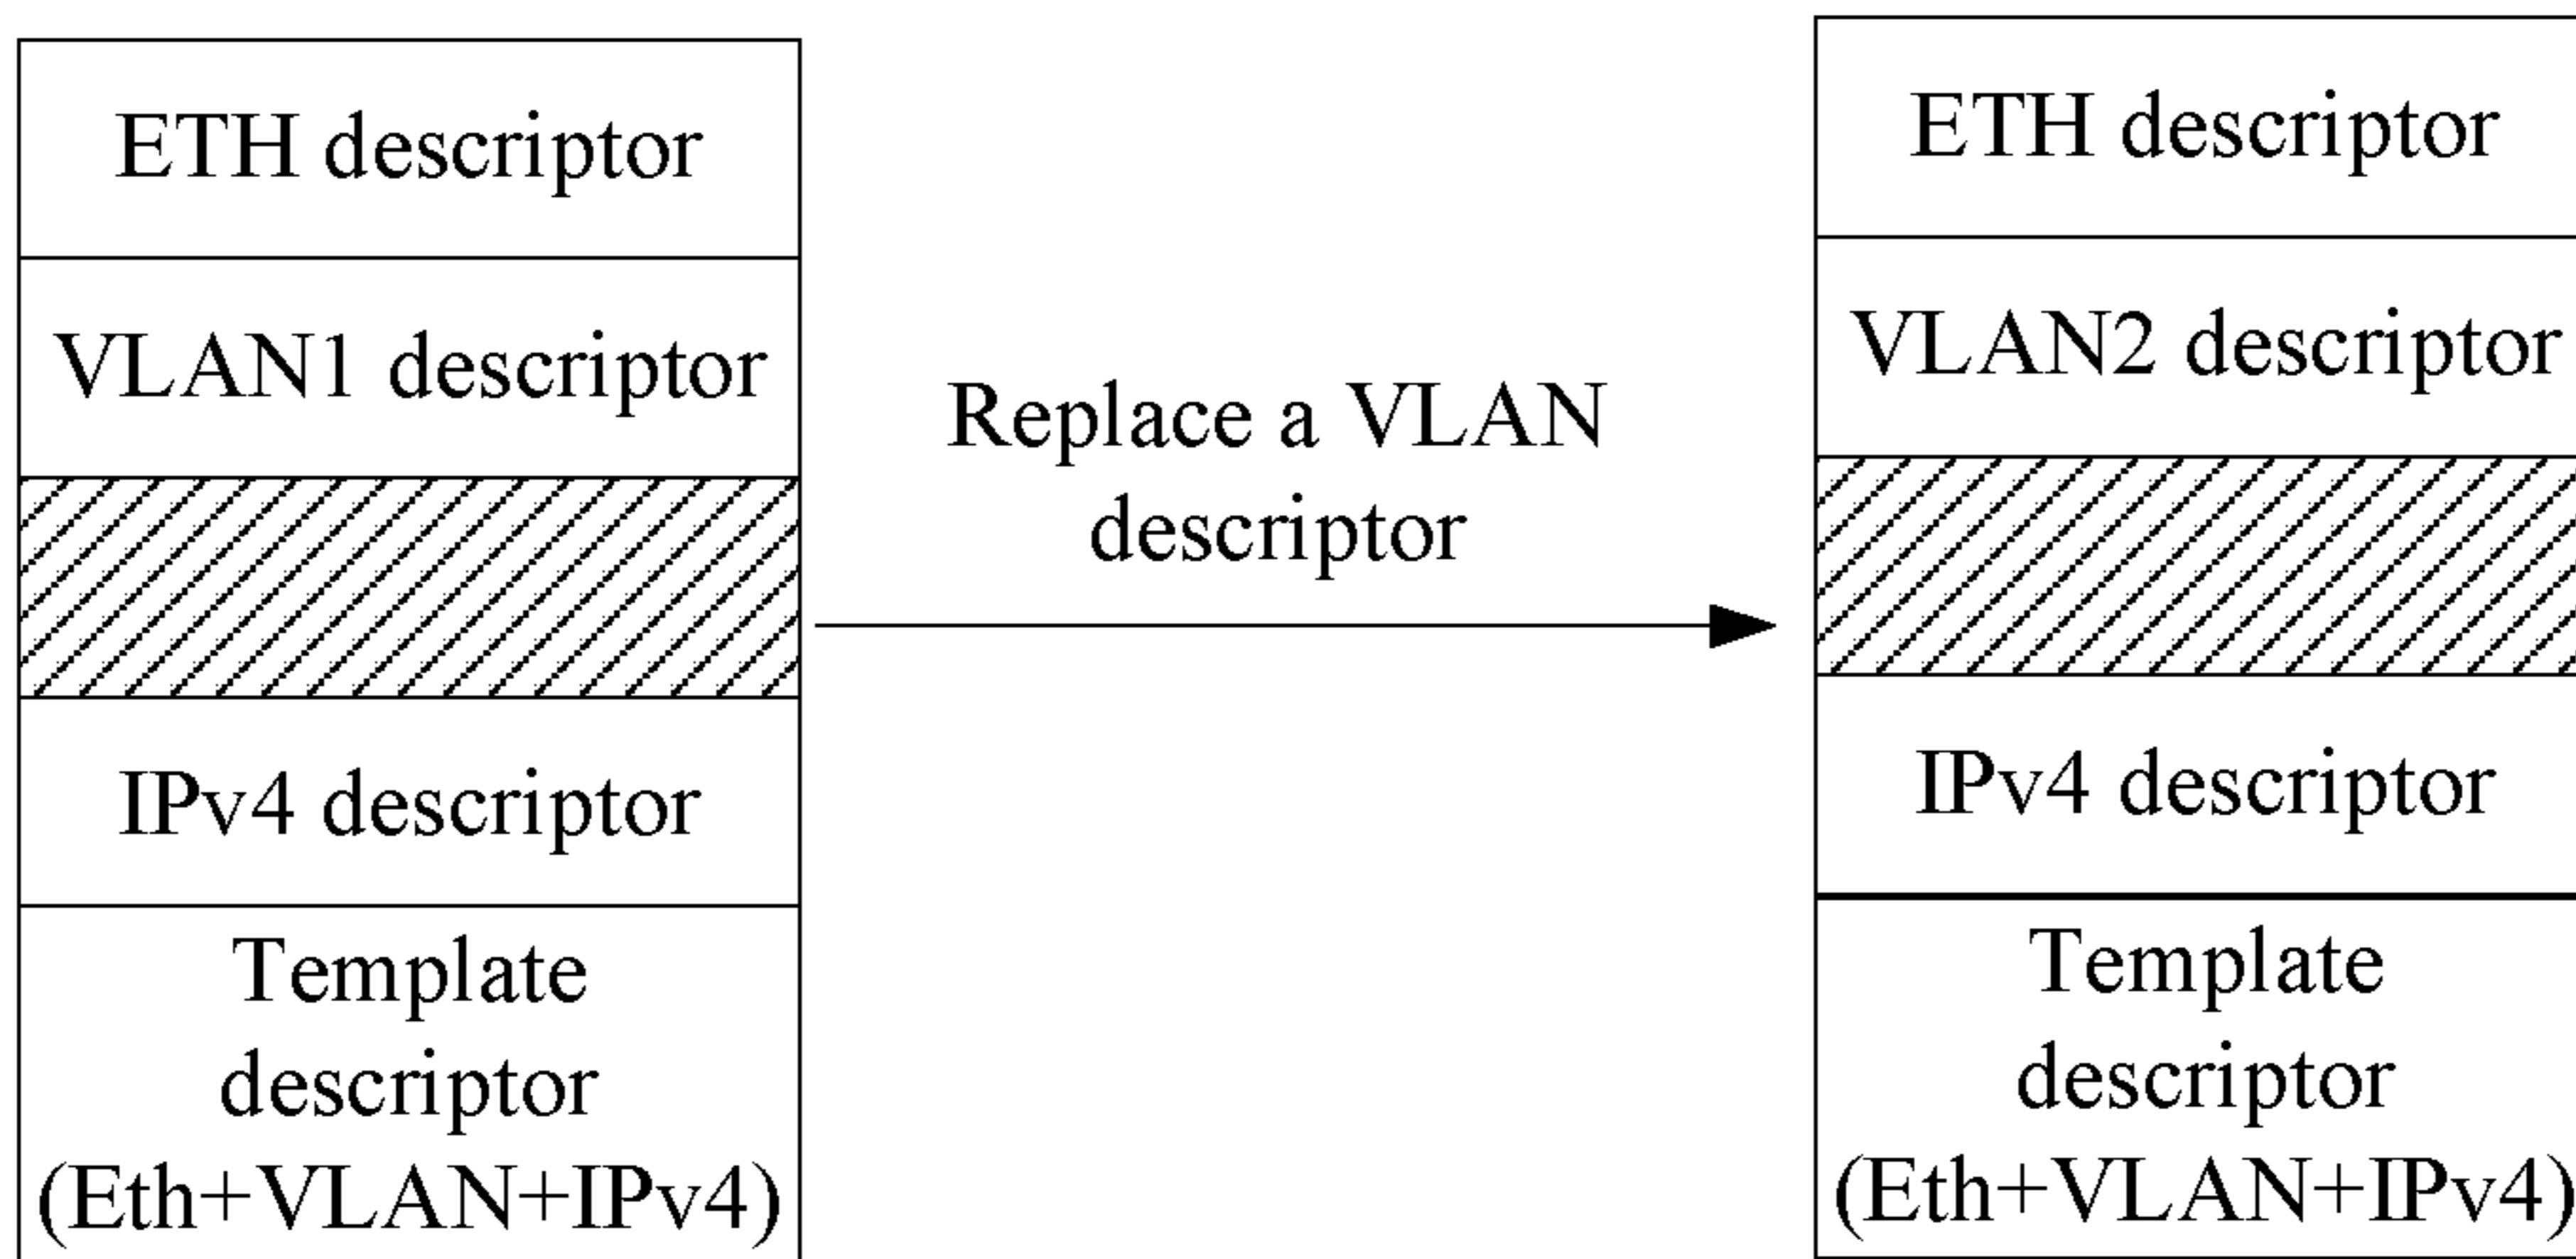 ETH descriptor
VLAN1 descriptor
IPv4 descriptor
Template
descriptor
(Eth+VLAN+IPv4)
Replace a VLAN
descriptor
ETH descriptor
VLAN2 descriptor
IPv4 descriptor
Template
descriptor
(Eth+VLAN+IPv4)